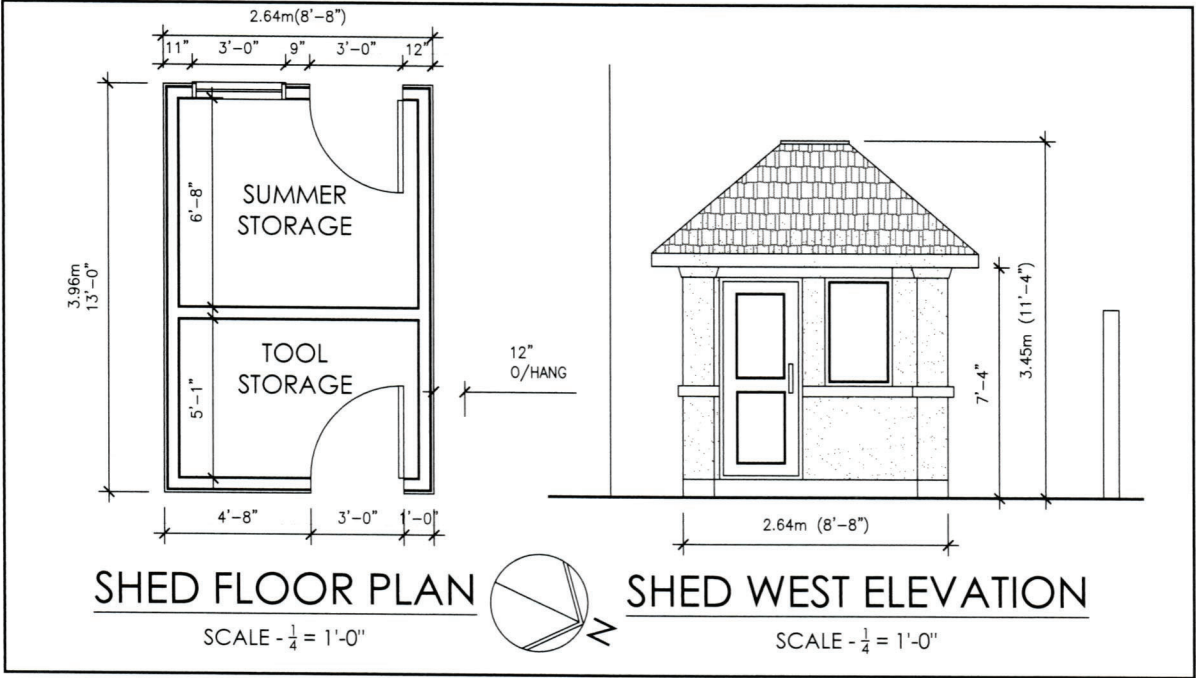 2.64m(8'-8")
11" 3'-0" 9" 3'-0" 12"
3.96m
13'-0"
6'-8"
SUMMER
STORAGE
5'-1"
TOOL
STORAGE
12"
O/HANG
4'-8" 3'-0" 1'-0"
SHED FLOOR PLAN
SCALE - 1/4 = 1'-0"
N
7'-4"
3.45m (11'-4")
2.64m (8'-8")
SHED WEST ELEVATION
SCALE - 1/4 = 1'-0"